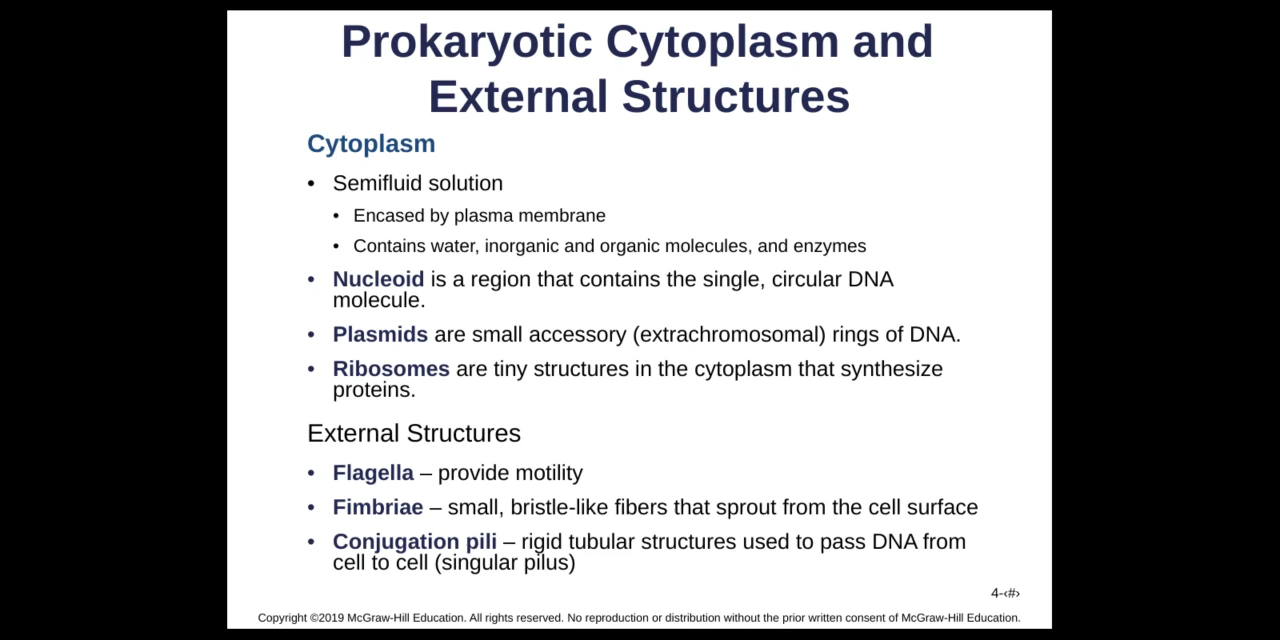 Prokaryotic Cytoplasm and
External Structures
Cytoplasm
• Semifluid solution
• Encased by plasma membrane
• Contains water, inorganic and organic molecules, and enzymes
• Nucleoid is a region that contains the single, circular DNA
molecule.
• Plasmids are small accessory (extrachromosomal) rings of DNA.
• Ribosomes are tiny structures in the cytoplasm that synthesize
proteins.
External Structures
• Flagella – provide motility
• Fimbriae – small, bristle-like fibers that sprout from the cell surface
• Conjugation pili – rigid tubular structures used to pass DNA from
cell to cell (singular pilus)
4-‹#›
Copyright ©2019 McGraw-Hill Education. All rights reserved. No reproduction or distribution without the prior written consent of McGraw-Hill Education.